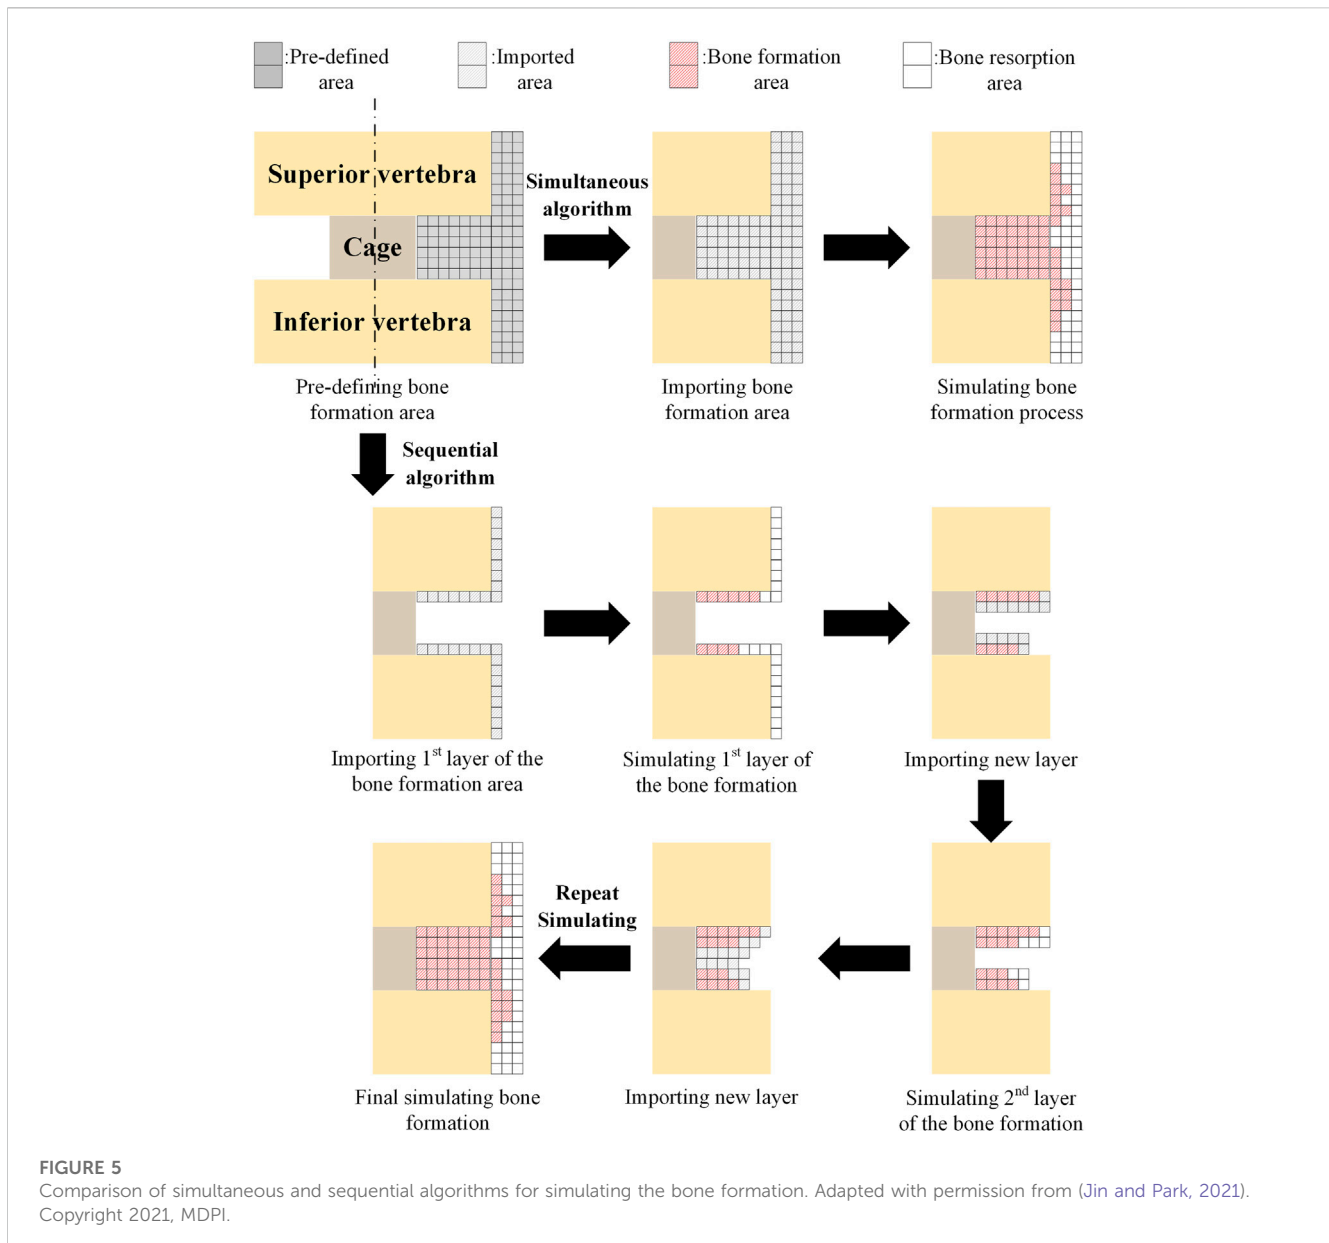 :Pre-defined area
:Imported area
:Bone formation area
:Bone resorption area
Superior vertebra
Cage
Inferior vertebra
Simultaneous
algorithm
Pre-defining bone
formation area
Importing bone
formation area
Simulating bone
formation process
Sequential
algorithm
Importing 1st layer of the
bone formation area
Simulating 1st layer of
the bone formation
Importing new layer
Repeat
Simulating
Final simulating bone
formation
Importing new layer
Simulating 2nd layer
of the bone formation
FIGURE 5
Comparison of simultaneous and sequential algorithms for simulating the bone formation. Adapted with permission from (Jin and Park, 2021).
Copyright 2021, MDPI.